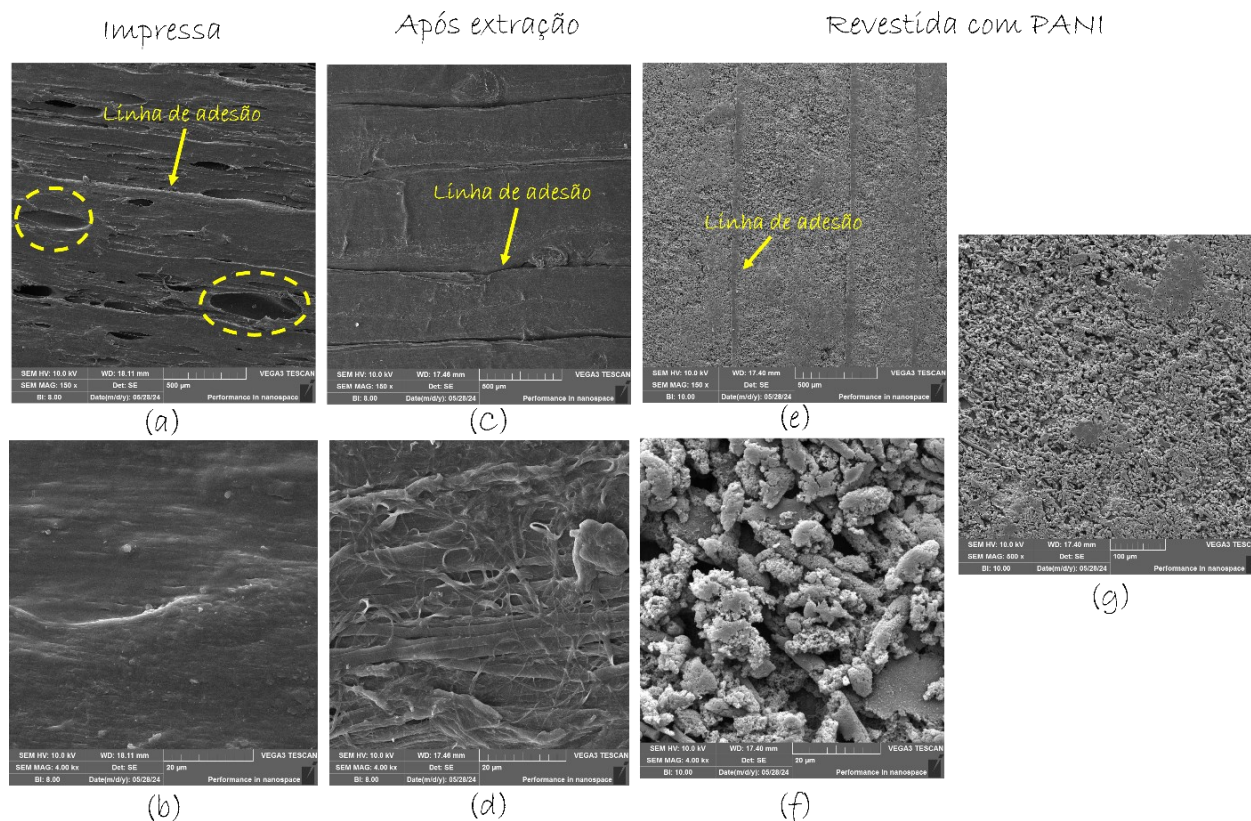 Impressa
Após extração
Revestida com PANI
Linha de adesão
SEM HV: 10.0 kV WD: 18.11 mm VEGA3 TESCAN
SEM MAG: 150 x Det: SE 500 µm
BI: 8.00 Date(m/d/y): 05/28/24 Performance in nanospace
(a)
Linha de adesão
SEM HV: 10.0 kV WD: 17.46 mm VEGA3 TESCAN
SEM MAG: 150 x Det: SE 500 µm
BI: 8.00 Date(m/d/y): 05/28/24 Performance in nanospace
(c)
Linha de adesão
SEM HV: 10.0 kV WD: 17.40 mm VEGA3 TESCAN
SEM MAG: 150 x Det: SE 500 µm
BI: 10.00 Date(m/d/y): 05/28/24 Performance in nanospace
(e)
SEM HV: 10.0 kV WD: 18.11 mm VEGA3 TESCAN
SEM MAG: 4.00 kx Det: SE 20 µm
BI: 8.00 Date(m/d/y): 05/28/24 Performance in nanospace
(b)
SEM HV: 10.0 kV WD: 17.46 mm VEGA3 TESCAN
SEM MAG: 4.00 kx Det: SE 20 µm
BI: 8.00 Date(m/d/y): 05/28/24 Performance in nanospace
(d)
SEM HV: 10.0 kV WD: 17.40 mm VEGA3 TESCAN
SEM MAG: 4.00 kx Det: SE 20 µm
BI: 10.00 Date(m/d/y): 05/28/24 Performance in nanospace
(f)
SEM HV: 10.0 kV WD: 17.40 mm VEGA3 TESC
SEM MAG: 500 x Det: SE 100 µm
BI: 10.00 Date(m/d/y): 05/28/24 Performance in nanospace
(g)